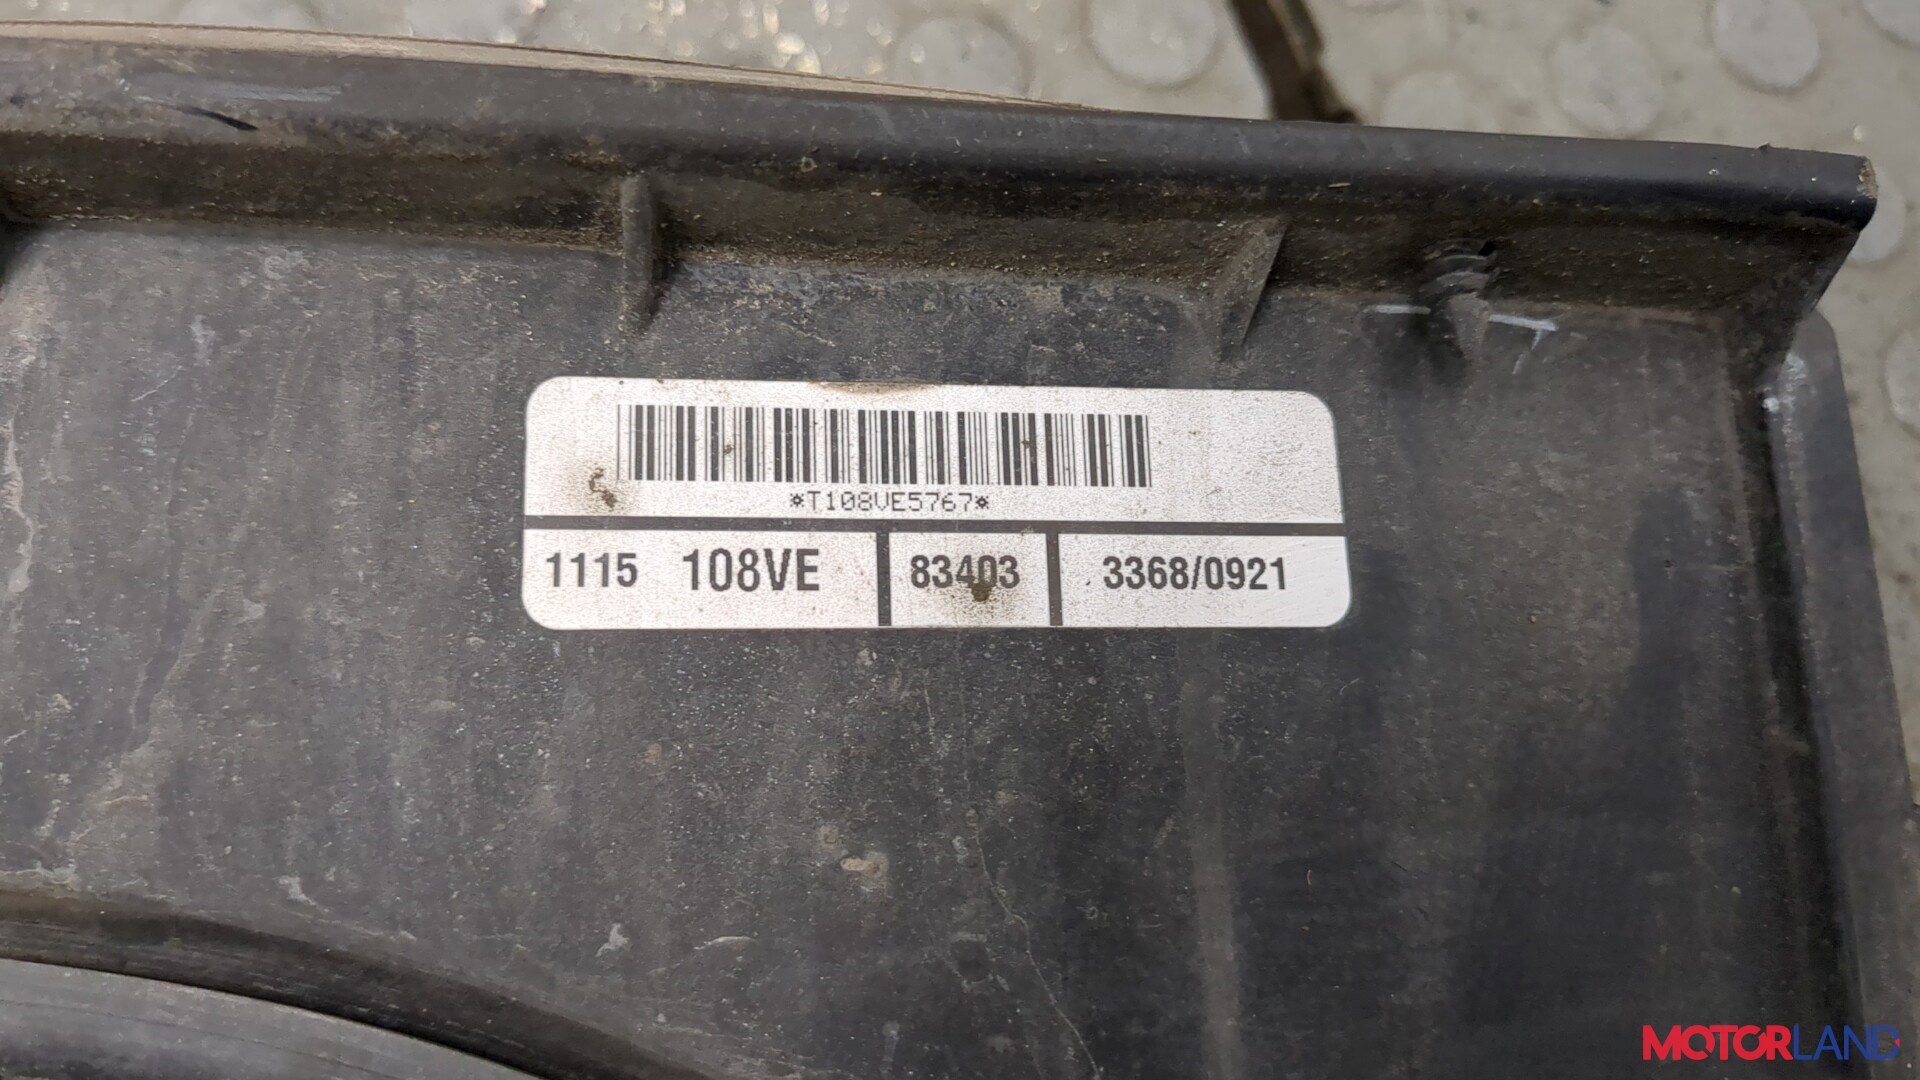 *T108VE5767*
1115 108VE 83403 3368/0921
MOTORLAND